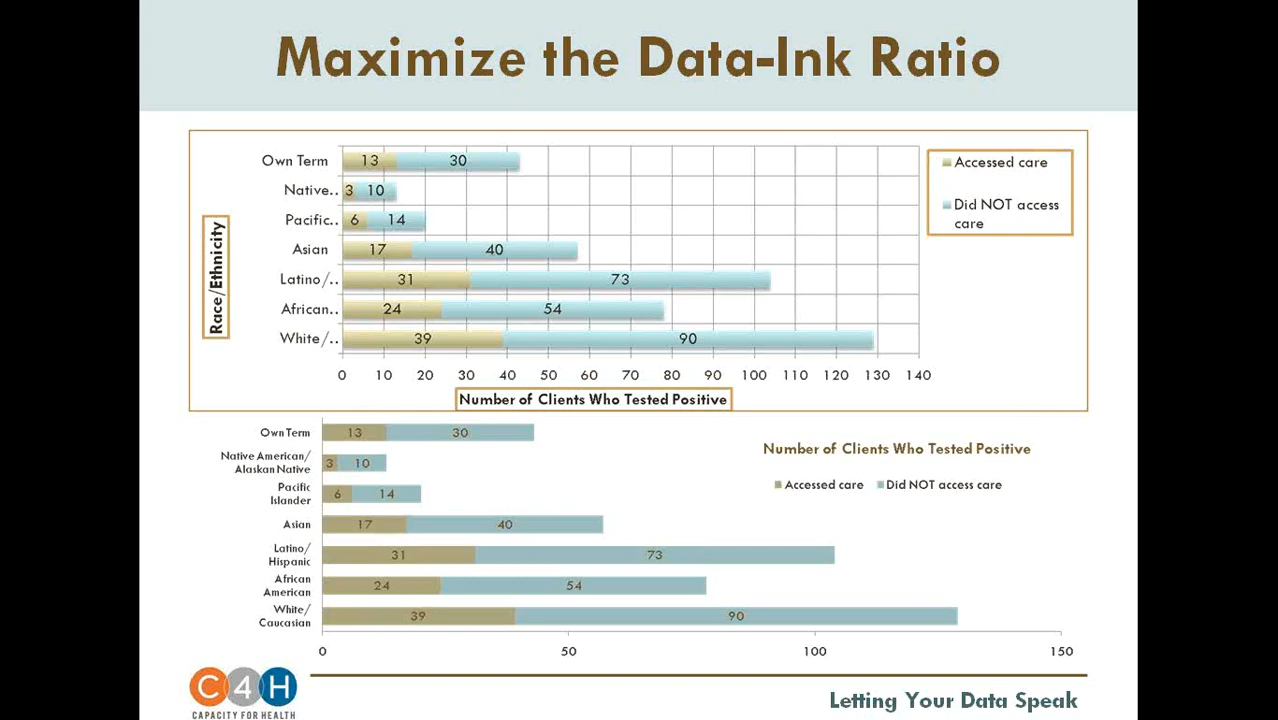 Maximize the Data-Ink Ratio
Own Term 13 30
Native.. 3 10
Pacific.. 6 14
Asian 17 40
Latino/.. 31 73
African.. 24 54
White/.. 39 90
Race/Ethnicity
0 10 20 30 40 50 60 70 80 90 100 110 120 130 140
Number of Clients Who Tested Positive
Accessed care
Did NOT access
care
Own Term 13 30
Native American/
Alaskan Native 3 10
Pacific
Islander 6 14
Asian 17 40
Latino/
Hispanic 31 73
African
American 24 54
White/
Caucasian 39 90
0 50 100 150
Number of Clients Who Tested Positive
Accessed care Did NOT access care
C4H
CAPACITY FOR HEALTH
Letting Your Data Speak